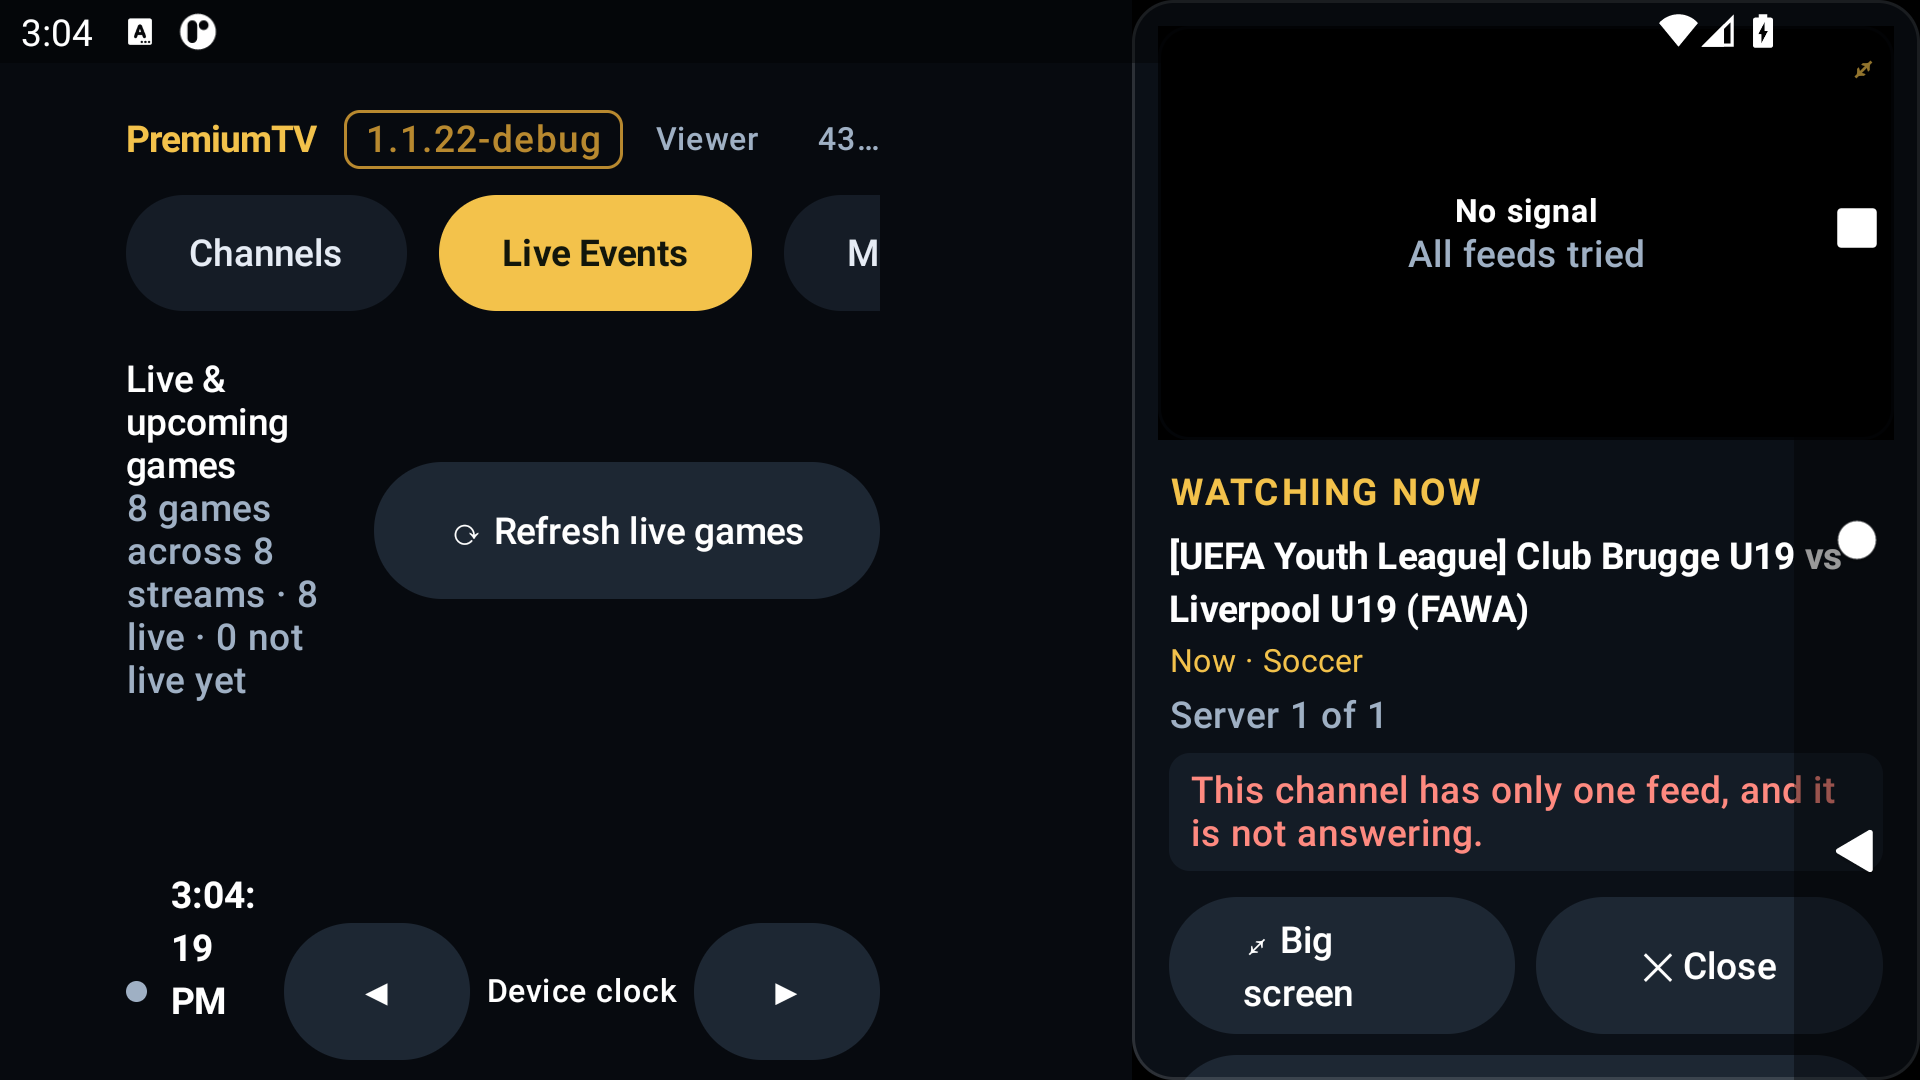 3:04
PremiumTV 1.1.22-debug Viewer 43…
Channels Live Events M
Live &
upcoming
games
8 games
across 8
streams · 8
live · 0 not
live yet
⟳ Refresh live games
3:04:
19
PM
◀ Device clock ▶
No signal
All feeds tried
WATCHING NOW
[UEFA Youth League] Club Brugge U19 vs
Liverpool U19 (FAWA)
Now · Soccer
Server 1 of 1
This channel has only one feed, and it
is not answering.
Big
screen
Close